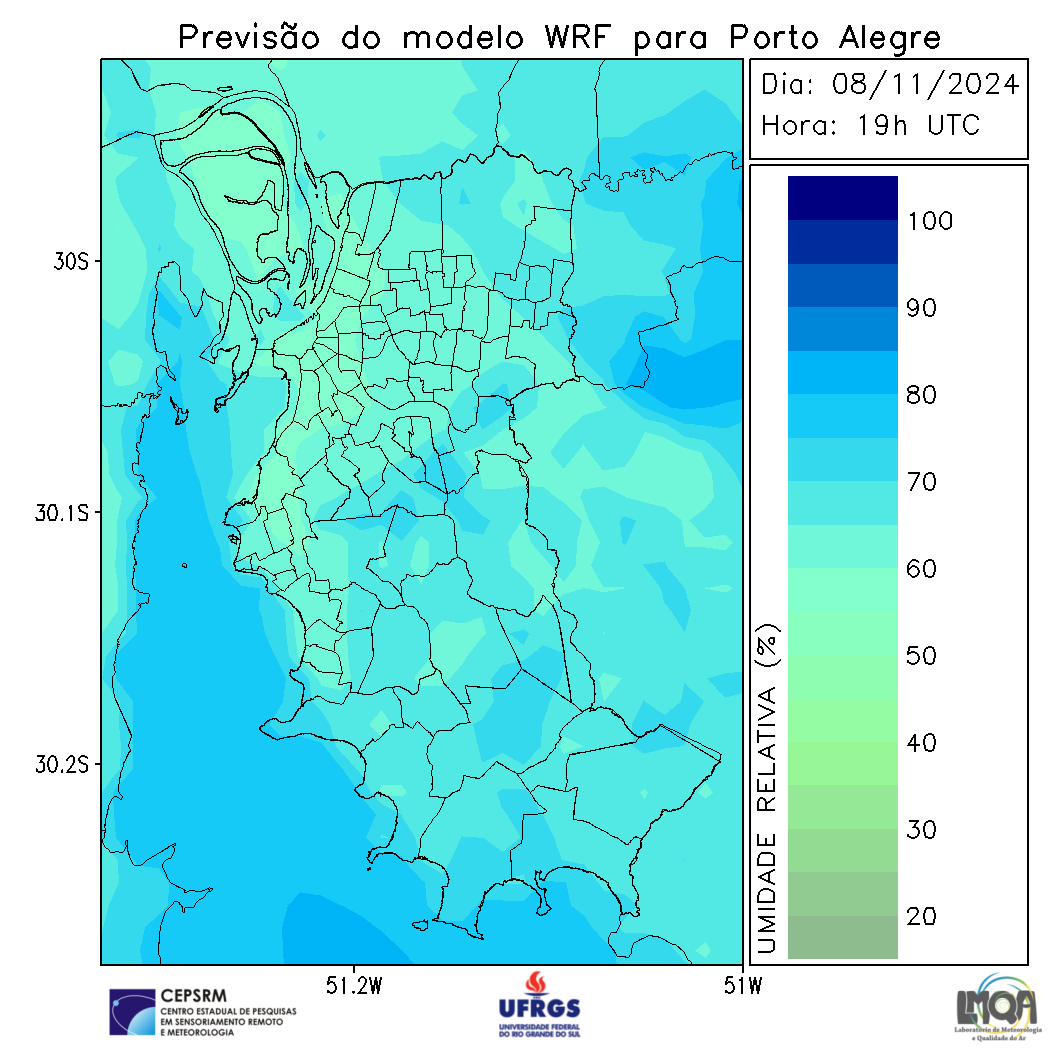 Previsão do modelo WRF para Porto Alegre
Dia: 08/11/2024
Hora: 19h UTC
100
90
80
70
60
50
40
30
20
UMIDADE RELATIVA (%)
30S
30.1S
30.2S
51.2W
51W
CEPSRM
CENTRO ESTADUAL DE PESQUISAS
EM SENSORIAMENTO REMOTO
E METEOROLOGIA
UFRGS
UNIVERSIDADE FEDERAL
DO RIO GRANDE DO SUL
LMQA
Laboratório de Meteorologia
e Qualidade do Ar